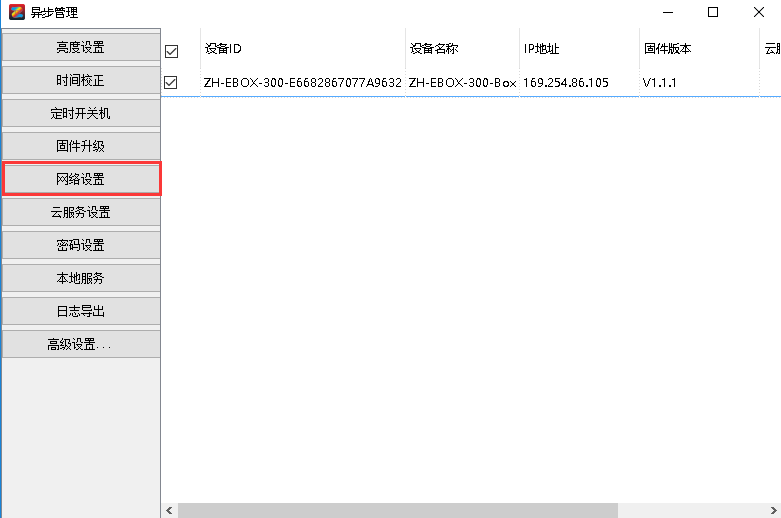 异步管理
亮度设置
时间校正
定时开关机
固件升级
网络设置
云服务设置
密码设置
本地服务
日志导出
高级设置...
设备ID 设备名称 IP地址 固件版本 云
ZH-EBOX-300-E6682867077A9632 ZH-EBOX-300-Box 169.254.86.105 V1.1.1